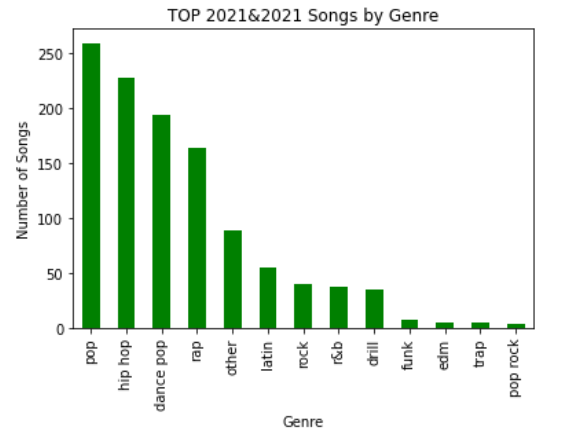 TOP 2021&2021 Songs by Genre
Number of Songs
250
200
150
100
50
0
pop
hip hop
dance pop
rap
other
latin
rock
r&b
drill
funk
edm
trap
pop rock
Genre